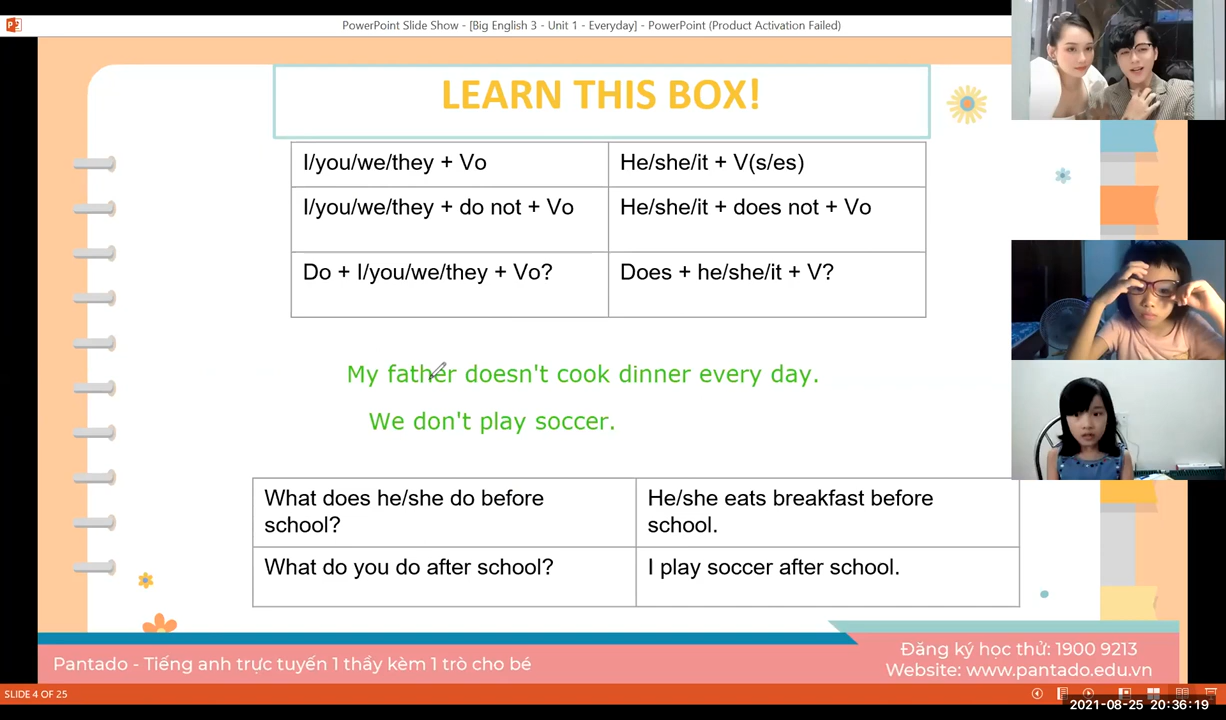 PowerPoint Slide Show - [Big English 3 - Unit 1 - Everyday] - PowerPoint (Product Activation Failed)
LEARN THIS BOX!
I/you/we/they + Vo
He/she/it + V(s/es)
I/you/we/they + do not + Vo
He/she/it + does not + Vo
Do + I/you/we/they + Vo?
Does + he/she/it + V?
My father doesn't cook dinner every day.
We don't play soccer.
What does he/she do before
school?
He/she eats breakfast before
school.
What do you do after school?
I play soccer after school.
Pantado - Tiếng anh trực tuyến 1 thầy kèm 1 trò cho bé
Đăng ký học thử: 1900 9213
Website: www.pantado.edu.vn
SLIDE 4 OF 25
2021-08-25 20:36:19